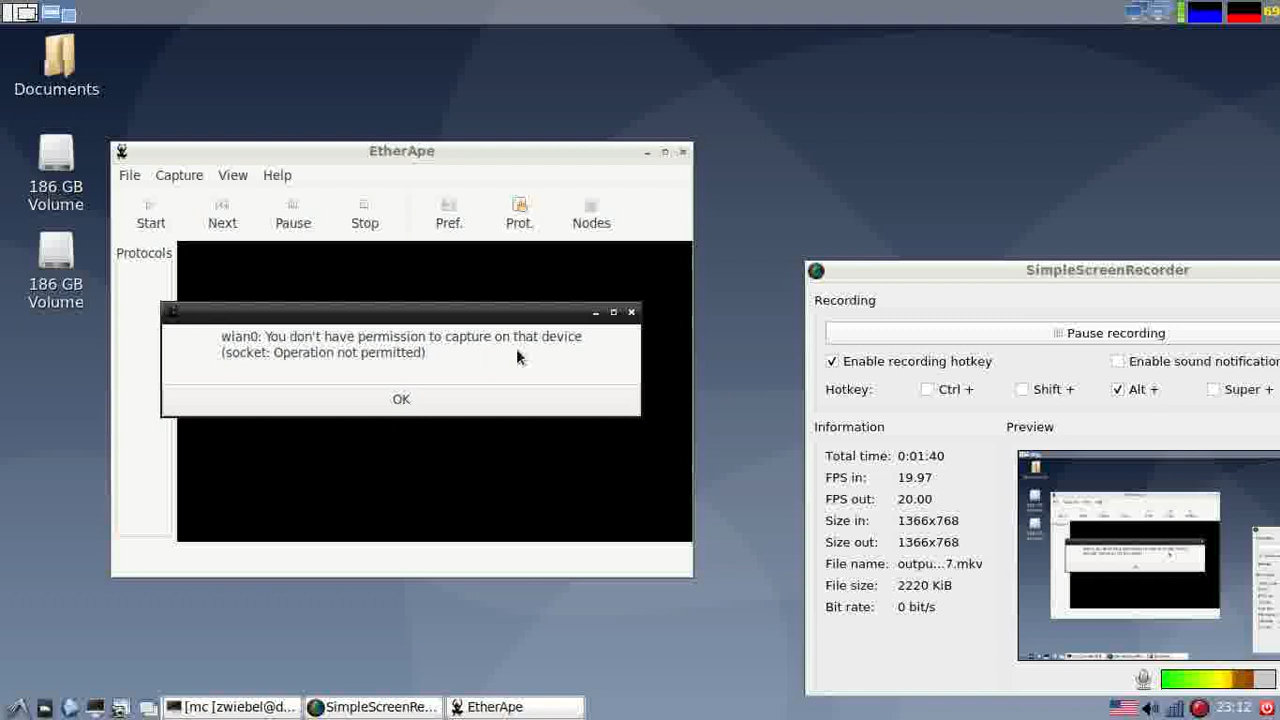 69
Documents
186 GB
Volume
186 GB
Volume
EtherApe
File Capture View Help
Start Next Pause Stop Pref. Prot. Nodes
Protocols
wlan0: You don't have permission to capture on that device
(socket: Operation not permitted)
OK
SimpleScreenRecorder
Recording
Pause recording
Enable recording hotkey Enable sound notification
Hotkey: Ctrl + Shift + Alt + Super +
Information Preview
Total time: 0:01:40
FPS in: 19.97
FPS out: 20.00
Size in: 1366x768
Size out: 1366x768
File name: outpu...7.mkv
File size: 2220 KiB
Bit rate: 0 bit/s
[mc [zwiebel@d... SimpleScreenRe... EtherApe 23:12